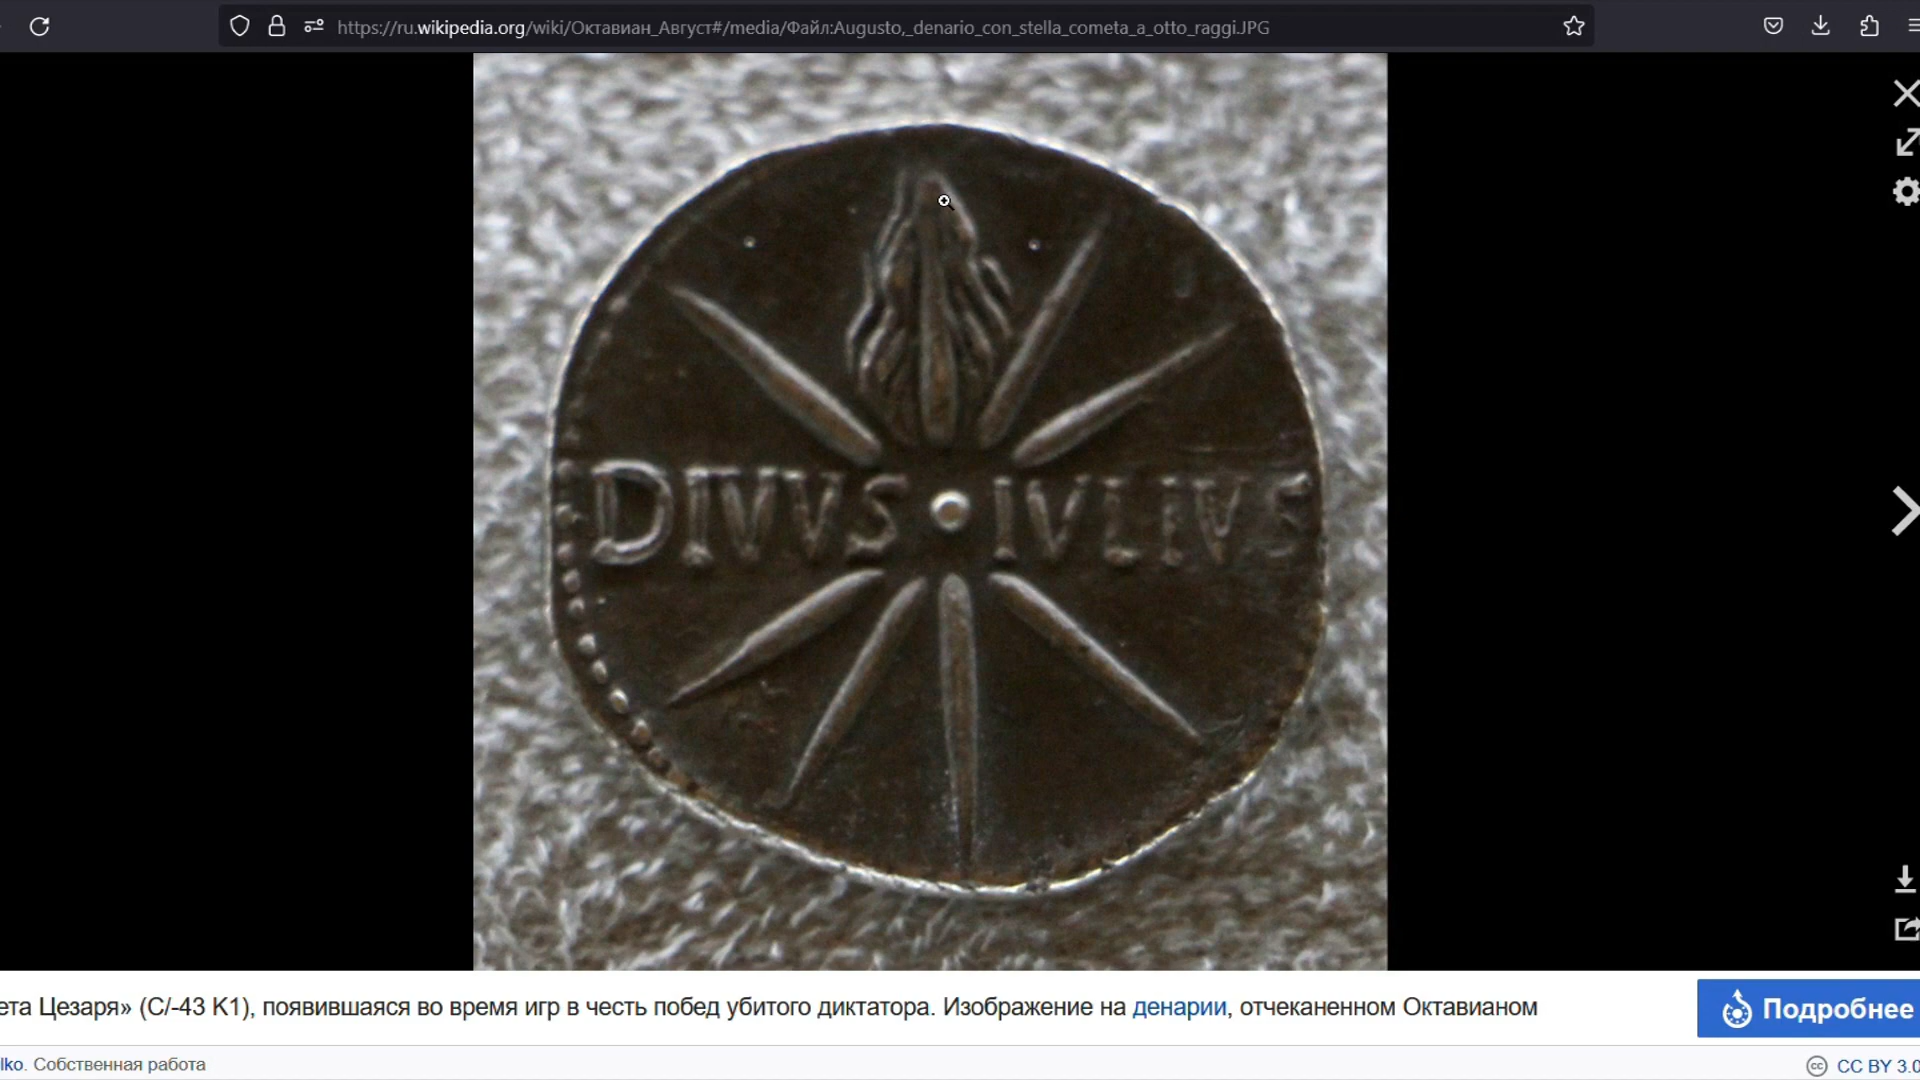 https://ru.wikipedia.org/wiki/Октавиан_Август#/media/Файл:Augusto,_denario_con_stella_cometa_a_otto_raggi.JPG
DIVVS IVLIVS
ета Цезаря» (C/-43 K1), появившаяся во время игр в честь побед убитого диктатора. Изображение на денарии, отчеканенном Октавианом
Подробнее
lko. Собственная работа
CC BY 3.0